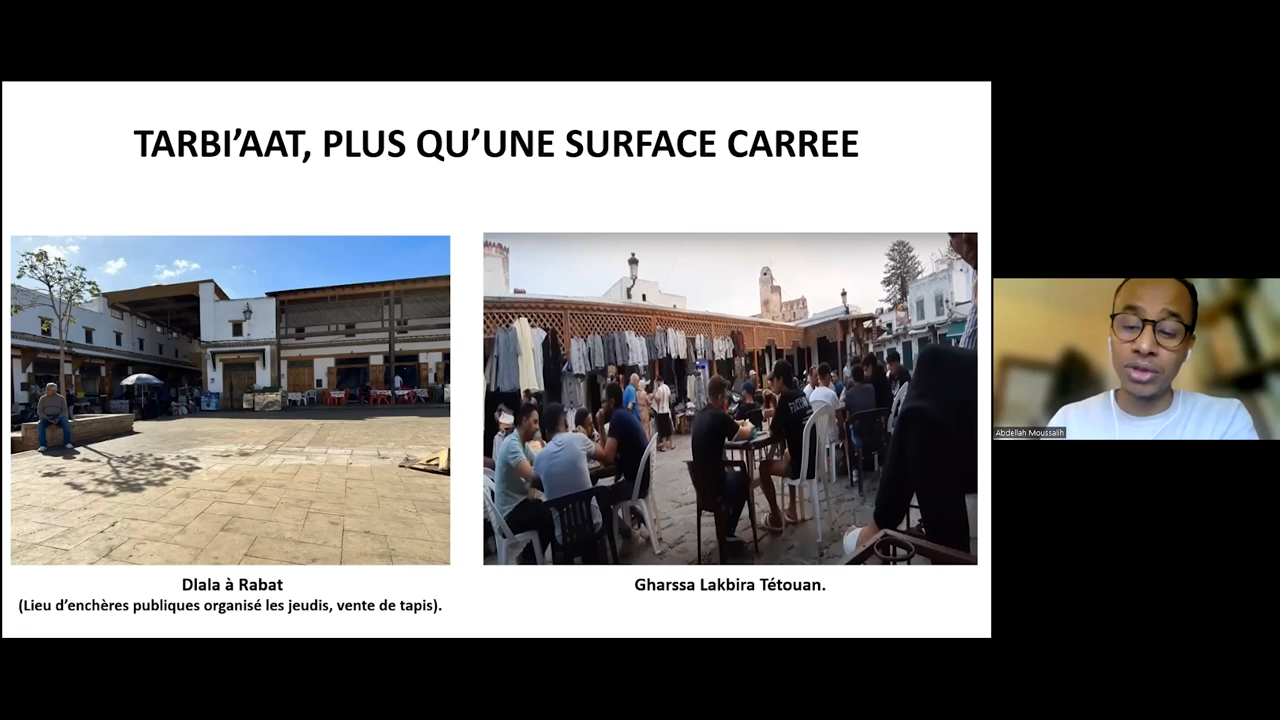 TARBI’AAT, PLUS QU’UNE SURFACE CARREE
Dlala à Rabat
(Lieu d’enchères publiques organisé les jeudis, vente de tapis).
Gharssa Lakbira Tétouan.
Abdellah Moussalih